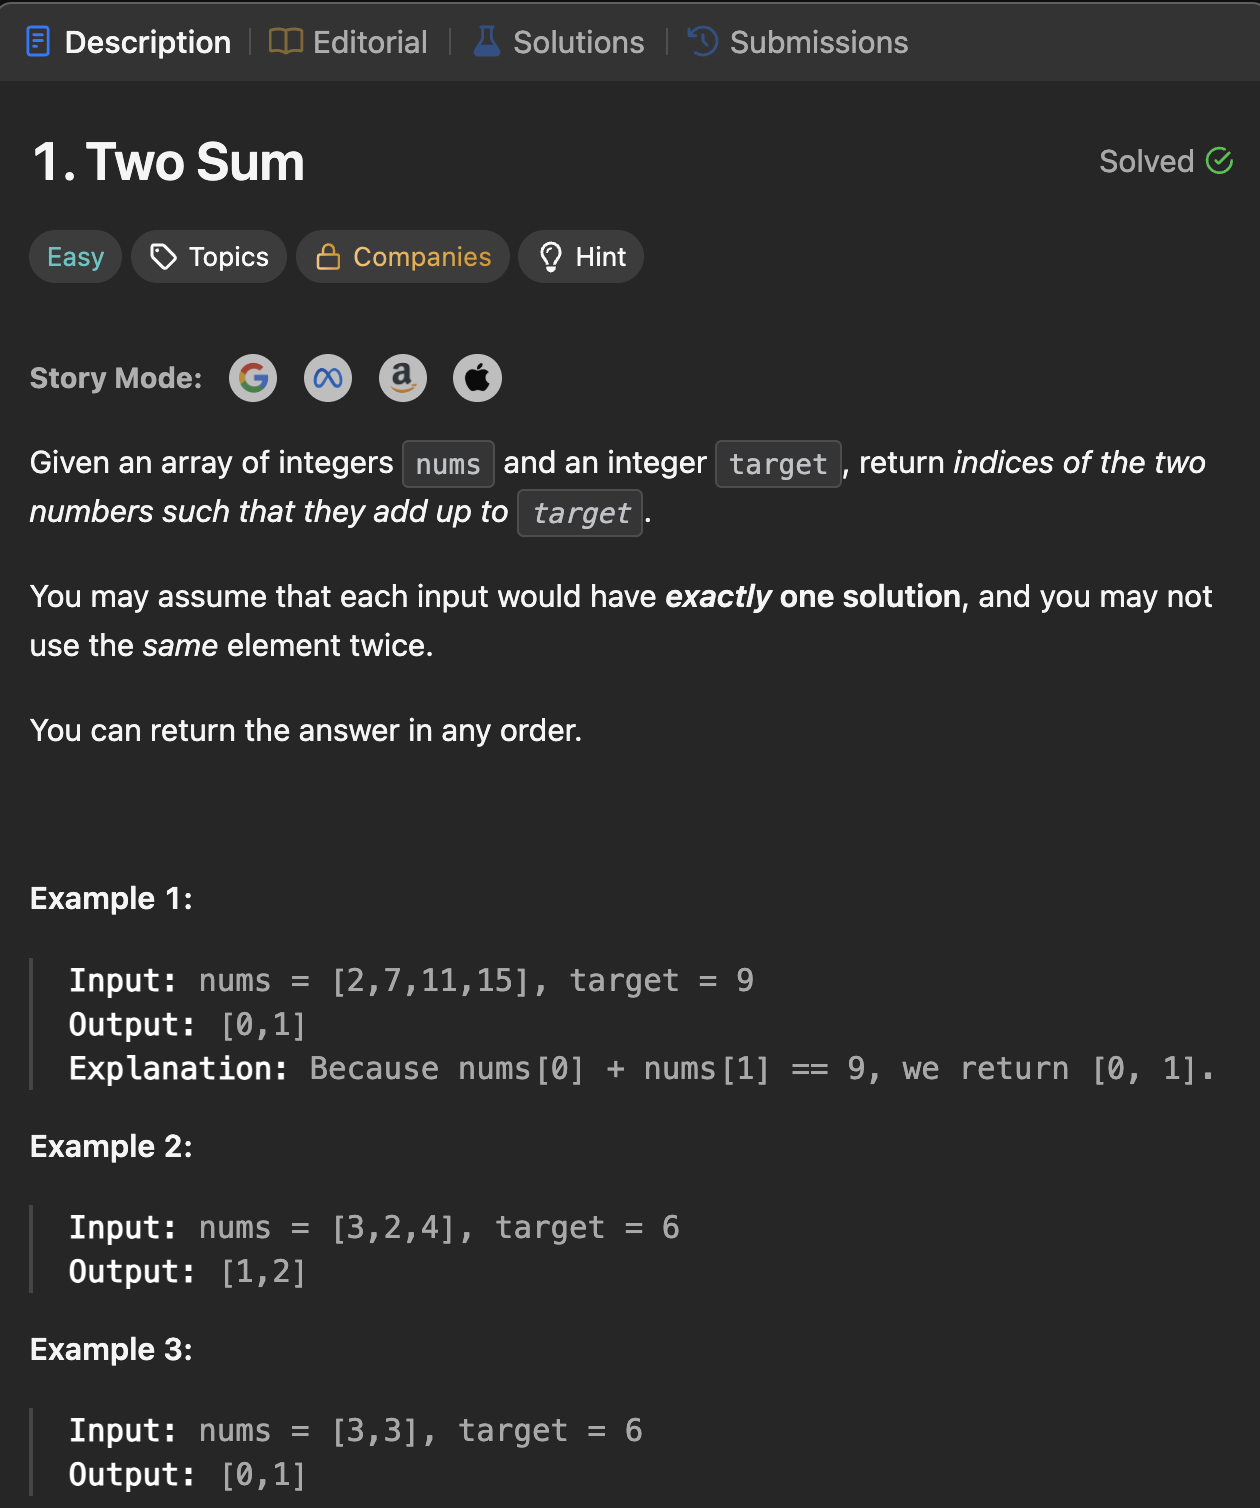 Description | Editorial | Solutions | Submissions
1. Two Sum
Solved
Easy Topics Companies Hint
Story Mode:
Given an array of integers nums and an integer target, return indices of the two
numbers such that they add up to target.
You may assume that each input would have exactly one solution, and you may not
use the same element twice.
You can return the answer in any order.
Example 1:
Input: nums = [2,7,11,15], target = 9
Output: [0,1]
Explanation: Because nums[0] + nums[1] == 9, we return [0, 1].
Example 2:
Input: nums = [3,2,4], target = 6
Output: [1,2]
Example 3:
Input: nums = [3,3], target = 6
Output: [0,1]